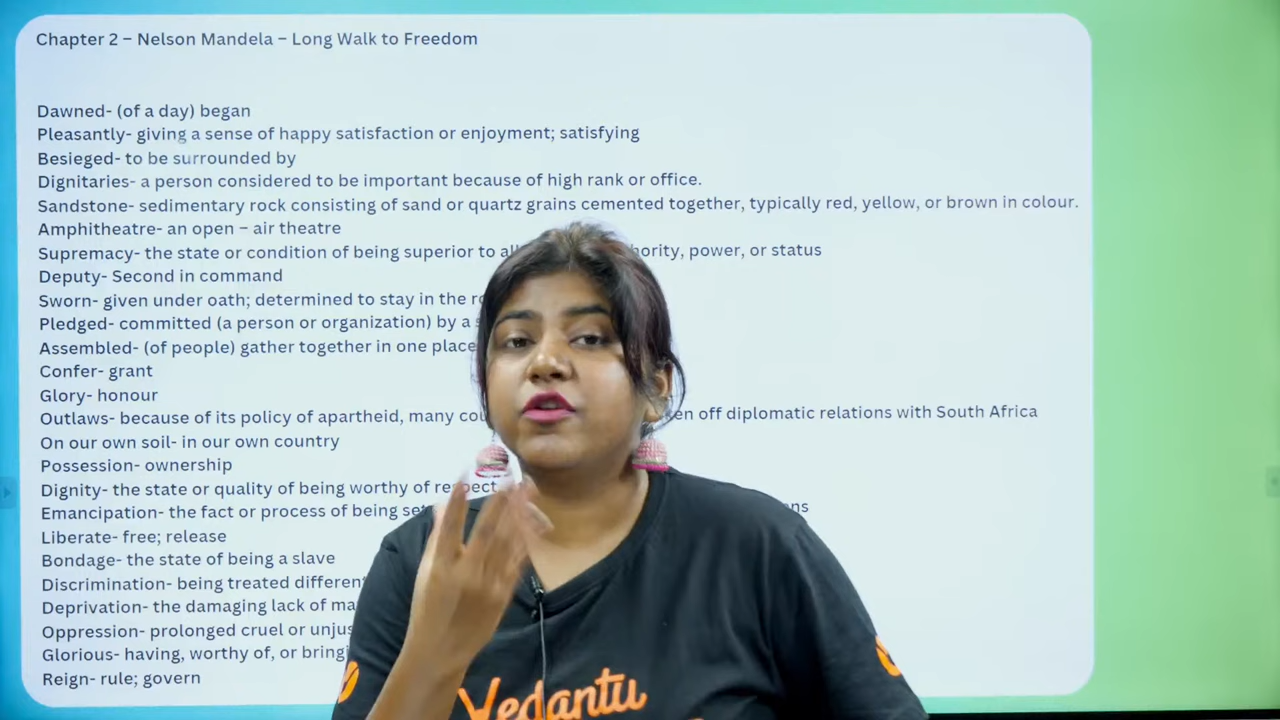 Chapter 2 – Nelson Mandela – Long Walk to Freedom
Dawned- (of a day) began
Pleasantly- giving a sense of happy satisfaction or enjoyment; satisfying
Besieged- to be surrounded by
Dignitaries- a person considered to be important because of high rank or office.
Sandstone- sedimentary rock consisting of sand or quartz grains cemented together, typically red, yellow, or brown in colour.
Amphitheatre- an open – air theatre
Supremacy- the state or condition of being superior to power, or status
Deputy- Second in command
Sworn- given under oath; determined to stay in the
Pledged- committed (a person or organization) by a
Assembled- (of people) gather together in one place
Confer- grant
Glory- honour
Outlaws- because of its policy of apartheid, many off diplomatic relations with South Africa
On our own soil- in our own country
Possession- ownership
Dignity- the state or quality of being worthy of respect
Emancipation- the fact or process of being
Liberate- free; release
Bondage- the state of being a slave
Discrimination- being treated
Deprivation- the damaging lack of
Oppression- prolonged cruel or
Glorious- having, worthy of, or
Reign- rule; govern
Vedantu